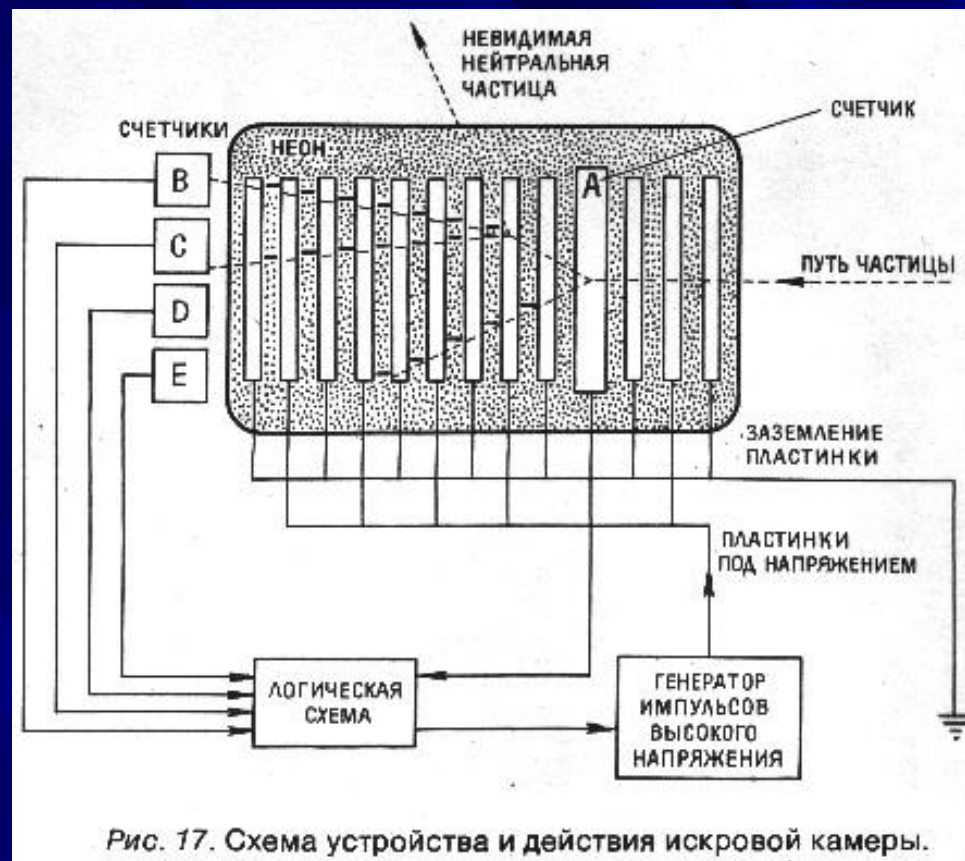 НЕВИДИМАЯ
НЕЙТРАЛЬНАЯ
ЧАСТИЦА
СЧЕТЧИК
СЧЕТЧИКИ
НЕОН
B
A
C
ПУТЬ ЧАСТИЦЫ
D
E
ЗАЗЕМЛЕНИЕ
ПЛАСТИНКИ
ПЛАСТИНКИ
ПОД НАПРЯЖЕНИЕМ
ЛОГИЧЕСКАЯ
СХЕМА
ГЕНЕРАТОР
ИМПУЛЬСОВ
ВЫСОКОГО
НАПРЯЖЕНИЯ
Рис. 17. Схема устройства и действия искровой камеры.